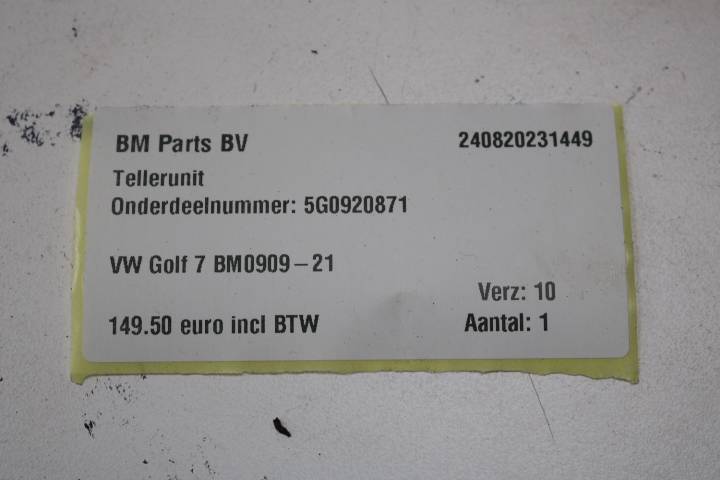 BM Parts BV 240820231449
Tellerunit
Onderdeelnummer: 5G0920871
VW Golf 7 BM0909-21
Verz: 10
149.50 euro incl BTW Aantal: 1